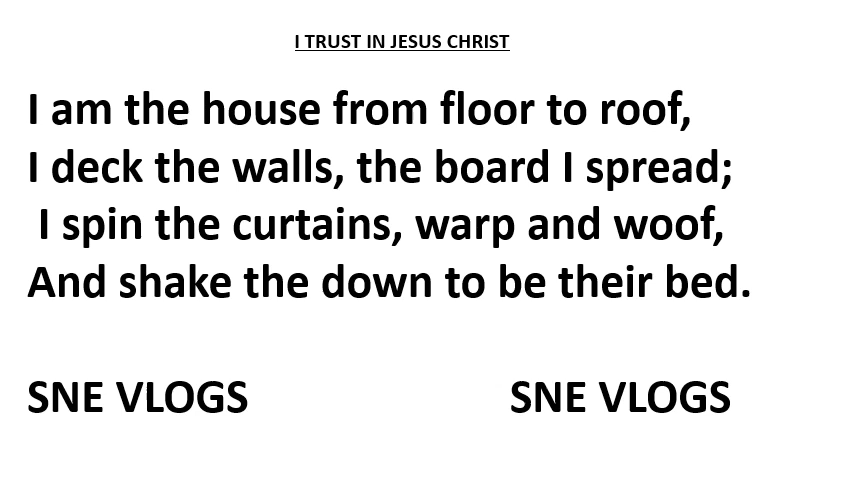 I TRUST IN JESUS CHRIST
I am the house from floor to roof,
I deck the walls, the board I spread;
I spin the curtains, warp and woof,
And shake the down to be their bed.
SNE VLOGS SNE VLOGS